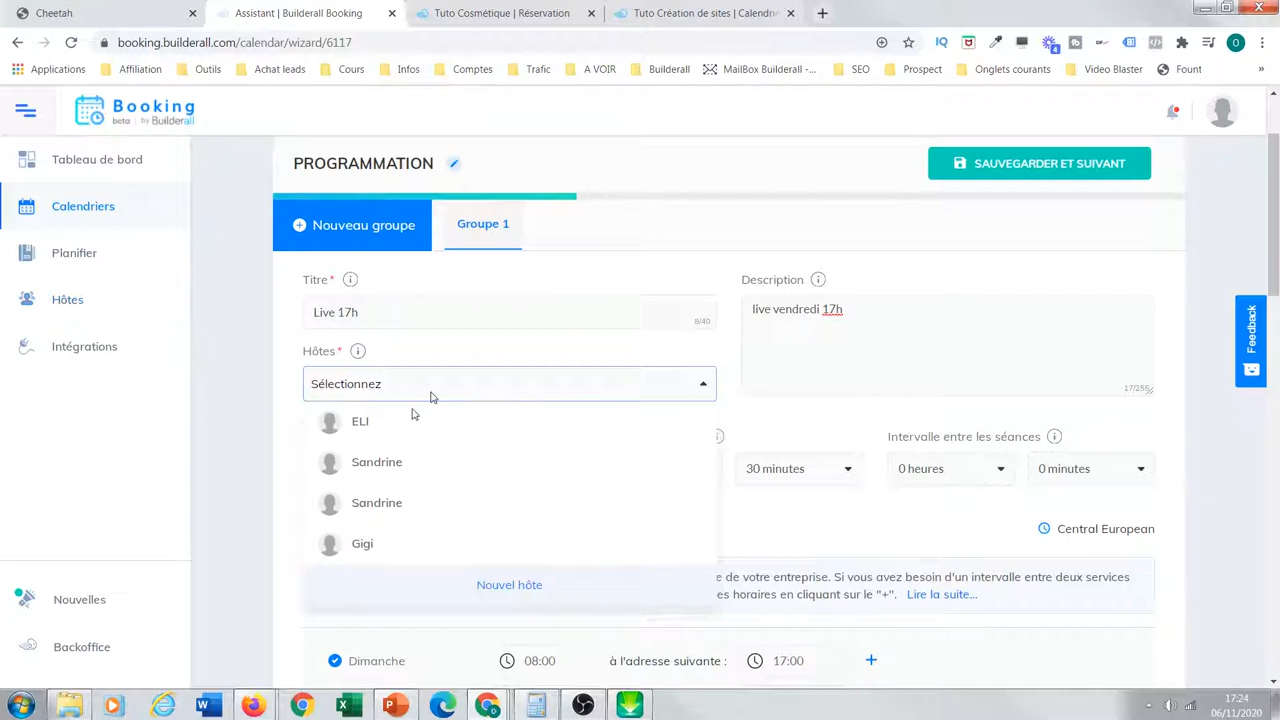 Cheetah
Assistant | Builderall Booking
Tuto Cosmétique | Réserva
Tuto Création de sites | Calendri
booking.builderall.com/calendar/wizard/6117
Applications
Affiliation
Outils
Achat leads
Cours
Infos
Comptes
Trafic
A VOIR
Builderall
MailBox Builderall -...
SEO
Prospect
Onglets courants
Video Blaster
Fount
Booking
beta | by Builderall
Tableau de bord
Calendriers
Planifier
Hôtes
Intégrations
Nouvelles
Backoffice
PROGRAMMATION
SAUVEGARDER ET SUIVANT
Nouveau groupe
Groupe 1
Titre *
Live 17h
8/40
Description
live vendredi 17h
17/255
Hôtes *
Sélectionnez
ELI
Sandrine
Sandrine
Gigi
Nouvel hôte
Intervalle entre les séances
30 minutes
0 heures
0 minutes
Central European
e de votre entreprise. Si vous avez besoin d'un intervalle entre deux services
es horaires en cliquant sur le "+". Lire la suite...
Dimanche
08:00
à l'adresse suivante :
17:00
Feedback
17:24
06/11/2020